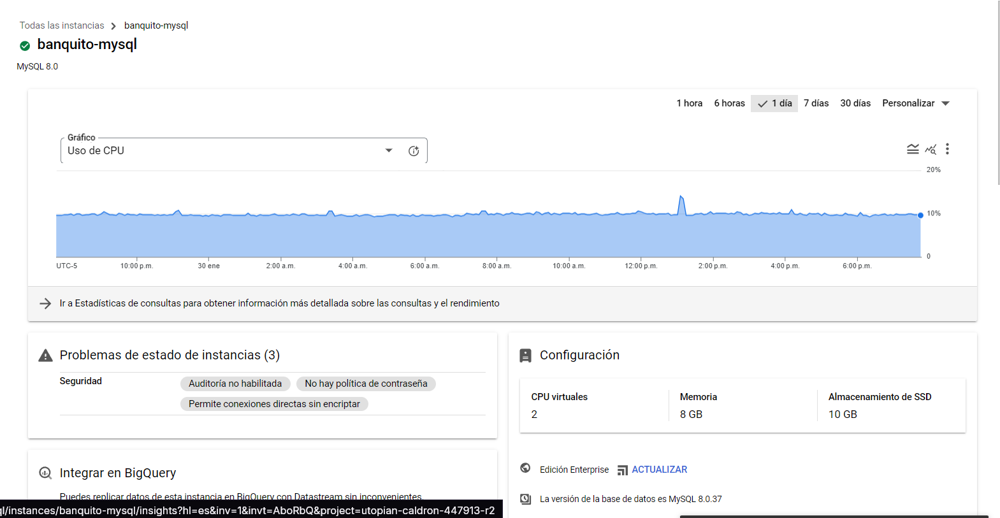 Todas las instancias > banquito-mysql
banquito-mysql
MySQL 8.0
1 hora 6 horas 1 día 7 días 30 días Personalizar
Gráfico
Uso de CPU
20%
10%
0
UTC-5 10:00 p.m. 30 ene 2:00 a.m. 4:00 a.m. 6:00 a.m. 8:00 a.m. 10:00 a.m. 12:00 p.m. 2:00 p.m. 4:00 p.m. 6:00 p.m.
Ir a Estadísticas de consultas para obtener información más detallada sobre las consultas y el rendimiento
Problemas de estado de instancias (3)
Seguridad
Auditoría no habilitada
No hay política de contraseña
Permite conexiones directas sin encriptar
Integrar en BigQuery
Puedes replicar datos de esta instancia en BigQuery con Datastream sin inconvenientes.
Configuración
CPU virtuales
2
Memoria
8 GB
Almacenamiento de SSD
10 GB
Edición Enterprise ACTUALIZAR
La versión de la base de datos es MySQL 8.0.37
ql/instances/banquito-mysql/insights?hl=es&inv=1&invt=AboRbQ&project=utopian-caldron-447913-r2